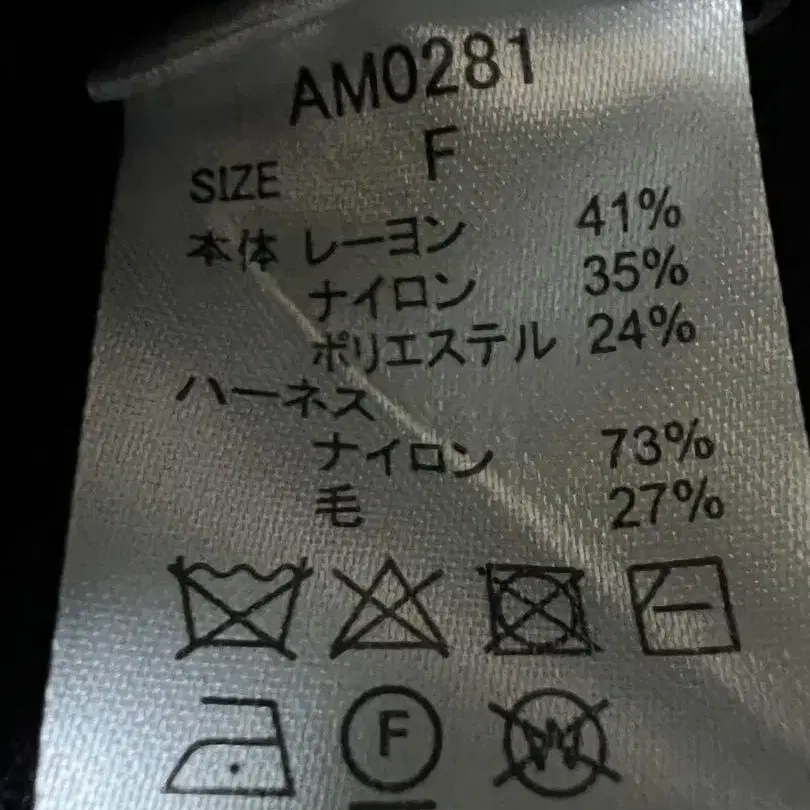 AM0281
SIZE F
本体 レーヨン 41%
ナイロン 35%
ポリエステル 24%
ハーネス
ナイロン 73%
毛 27%
F
W